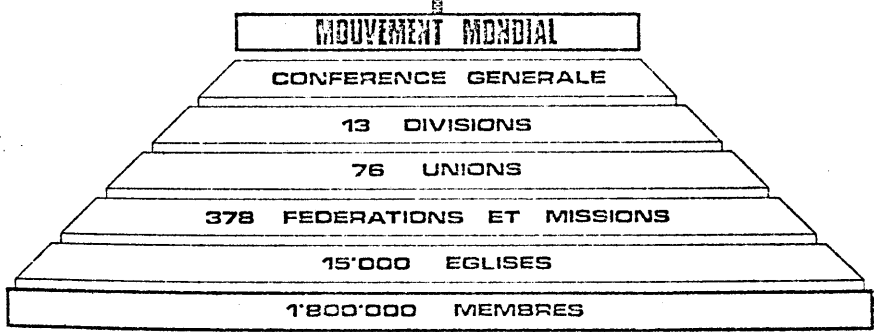 MOUVEMENT MONDIAL
CONFERENCE GENERALE
13 DIVISIONS
76 UNIONS
378 FEDERATIONS ET MISSIONS
15'000 EGLISES
1'800'000 MEMBRES